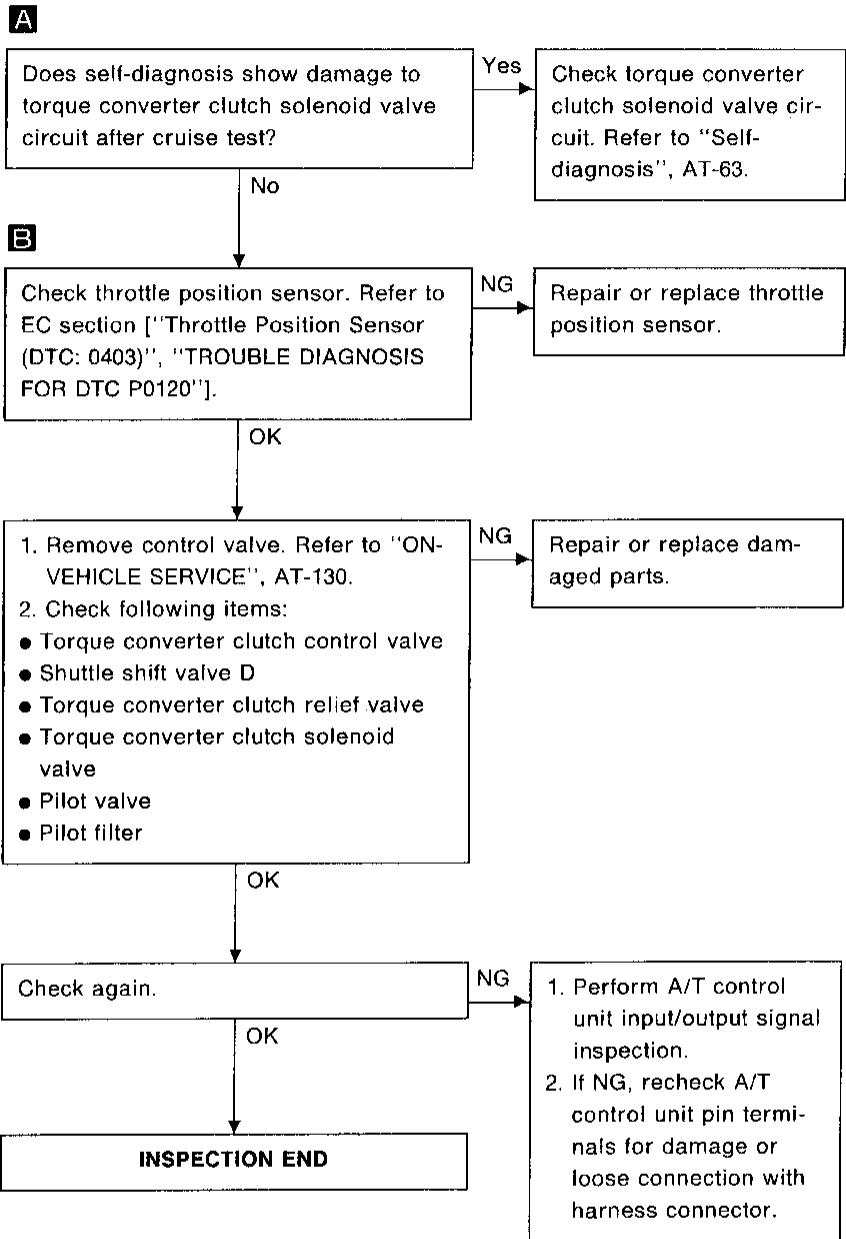 A
Does self-diagnosis show damage to
torque converter clutch solenoid valve
circuit after cruise test?
Yes
Check torque converter
clutch solenoid valve cir-
cuit. Refer to "Self-
diagnosis", AT-63.
No
B
Check throttle position sensor. Refer to
EC section ["Throttle Position Sensor
(DTC: 0403)", "TROUBLE DIAGNOSIS
FOR DTC P0120"].
NG
Repair or replace throttle
position sensor.
OK
1. Remove control valve. Refer to "ON-
VEHICLE SERVICE", AT-130.
2. Check following items:
● Torque converter clutch control valve
● Shuttle shift valve D
● Torque converter clutch relief valve
● Torque converter clutch solenoid
valve
● Pilot valve
● Pilot filter
NG
Repair or replace dam-
aged parts.
OK
Check again.
NG
1. Perform A/T control
unit input/output signal
inspection.
2. If NG, recheck A/T
control unit pin termi-
nals for damage or
loose connection with
harness connector.
OK
INSPECTION END